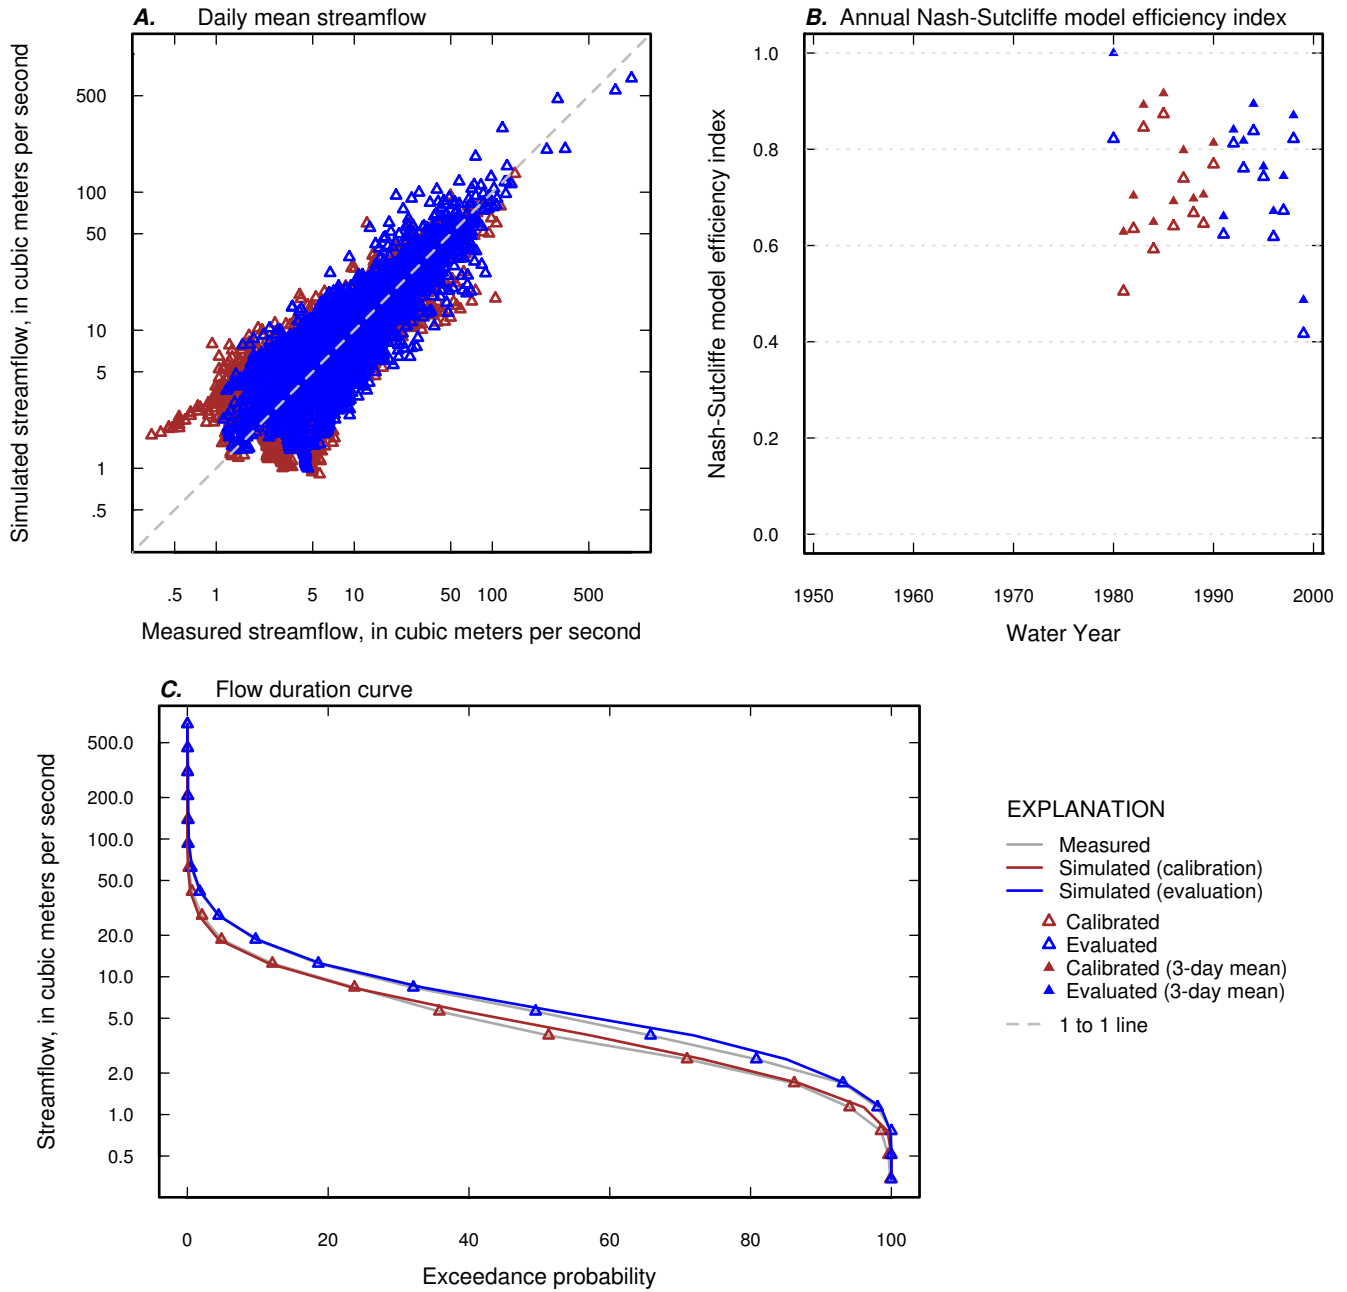 A. Daily mean streamflow
Simulated streamflow, in cubic meters per second
500
100
50
10
5
1
.5
.5 1 5 10 50 100 500
Measured streamflow, in cubic meters per second
B. Annual Nash-Sutcliffe model efficiency index
Nash-Sutcliffe model efficiency index
1.0
0.8
0.6
0.4
0.2
0.0
1950 1960 1970 1980 1990 2000
Water Year
C. Flow duration curve
Streamflow, in cubic meters per second
500.0
200.0
100.0
50.0
20.0
10.0
5.0
2.0
1.0
0.5
0 20 40 60 80 100
Exceedance probability
EXPLANATION
Measured
Simulated (calibration)
Simulated (evaluation)
Calibrated
Evaluated
Calibrated (3-day mean)
Evaluated (3-day mean)
1 to 1 line